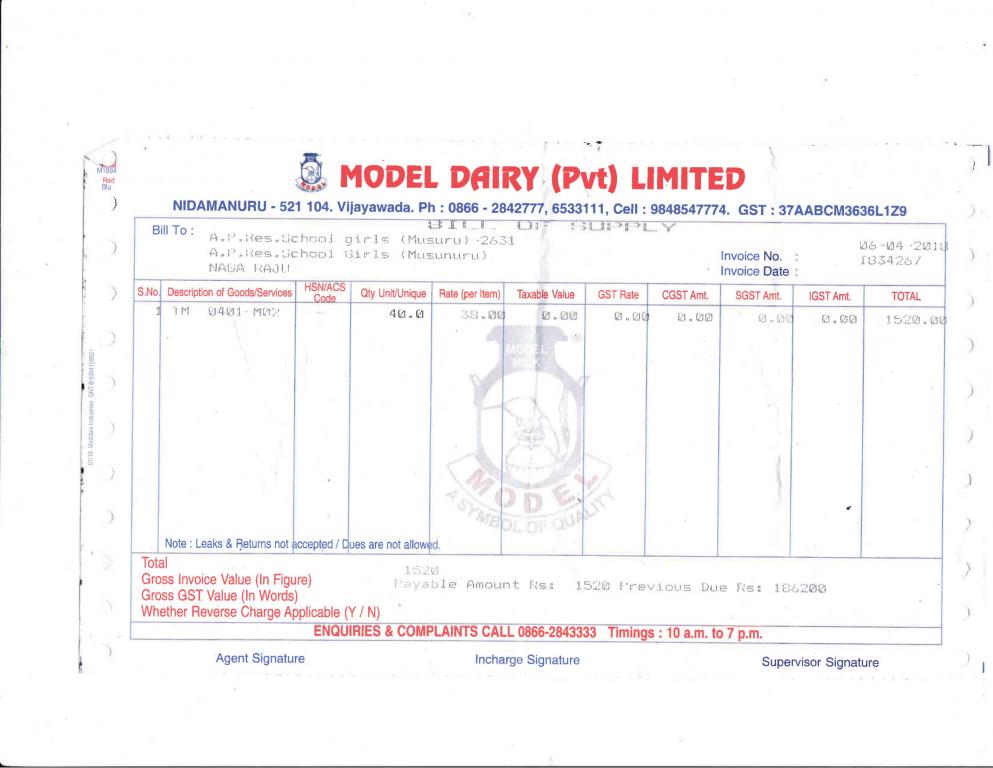 M1664
Red
Blu
MODEL DAIRY (Pvt) LIMITED
NIDAMANURU - 521 104. Vijayawada. Ph : 0866 - 2842777, 6533111, Cell : 9848547774. GST : 37AABCM3636L1Z9
BILL OF SUPPLY
Bill To :
A.P.Res.School girls (Musuru)-2631
A.P.Res.School Girls (Musunuru)
NAGA RAJU
06-04-2018
Invoice No. : 1834267
Invoice Date :
S.No. Description of Goods/Services HSN/ACS Code Qty Unit/Unique Rate (per Item) Taxable Value GST Rate CGST Amt. SGST Amt. IGST Amt. TOTAL
1 TM 0401-M02 - 40.0 38.00 0.00 0.00 0.00 0.00 0.00 1520.00
MODEL
MILK
MODEL
A SYMBOL OF QUALITY
Note : Leaks & Returns not accepted / Dues are not allowed.
Total 1520
Gross Invoice Value (In Figure) Payable Amount Rs: 1520 Previous Due Rs: 186200
Gross GST Value (In Words)
Whether Reverse Charge Applicable (Y / N)
ENQUIRIES & COMPLAINTS CALL 0866-2843333 Timings : 10 a.m. to 7 p.m.
Agent Signature Incharge Signature Supervisor Signature